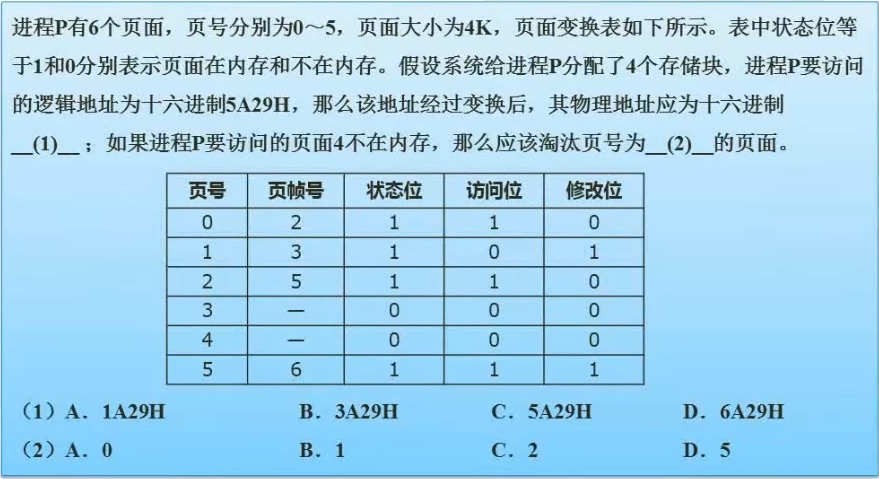 进程P有6个页面，页号分别为0～5，页面大小为4K，页面变换表如下所示。表中状态位等
于1和0分别表示页面在内存和不在内存。假设系统给进程P分配了4个存储块，进程P要访问
的逻辑地址为十六进制5A29H，那么该地址经过变换后，其物理地址应为十六进制
__(1)__；如果进程P要访问的页面4不在内存，那么应该淘汰页号为__(2)__的页面。
页号 页帧号 状态位 访问位 修改位
0 2 1 1 0
1 3 1 0 1
2 5 1 1 0
3 — 0 0 0
4 — 0 0 0
5 6 1 1 1
（1）A．1A29H B．3A29H C．5A29H D．6A29H
（2）A．0 B．1 C．2 D．5